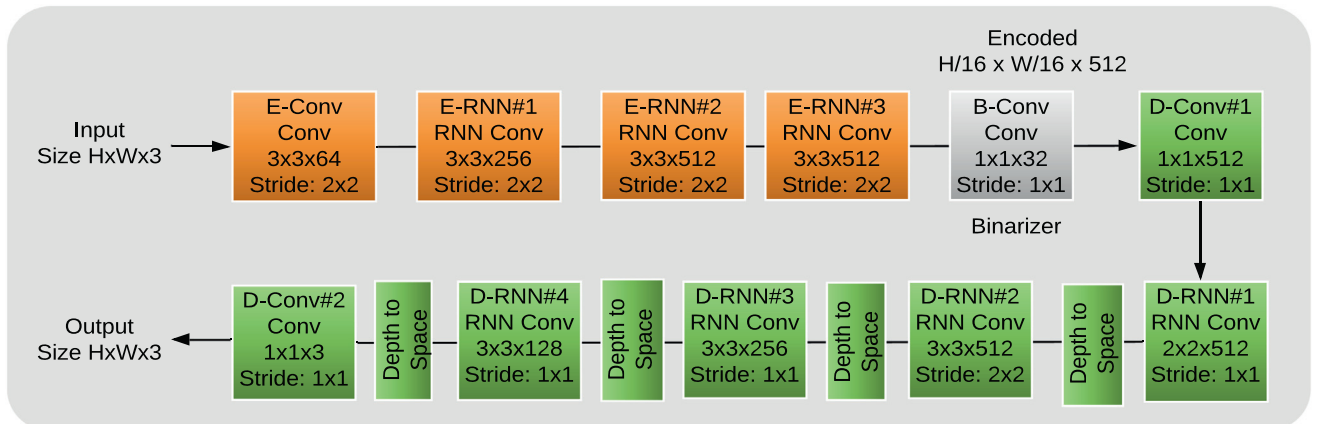 Encoded
H/16 x W/16 x 512
Input
Size HxWx3
E-Conv
Conv
3x3x64
Stride: 2x2
E-RNN#1
RNN Conv
3x3x256
Stride: 2x2
E-RNN#2
RNN Conv
3x3x512
Stride: 2x2
E-RNN#3
RNN Conv
3x3x512
Stride: 2x2
B-Conv
Conv
1x1x32
Stride: 1x1
Binarizer
D-Conv#1
Conv
1x1x512
Stride: 1x1
D-RNN#1
RNN Conv
2x2x512
Stride: 1x1
Depth to
Space
D-RNN#2
RNN Conv
3x3x512
Stride: 2x2
Depth to
Space
D-RNN#3
RNN Conv
3x3x256
Stride: 1x1
Depth to
Space
D-RNN#4
RNN Conv
3x3x128
Stride: 1x1
Depth to
Space
D-Conv#2
Conv
1x1x3
Stride: 1x1
Output
Size HxWx3